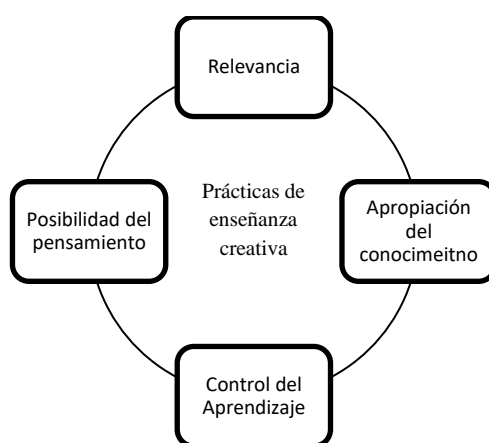 Relevancia
Prácticas de
enseñanza
creativa
Posibilidad del
pensamiento
Apropiación
del
conocimeitno
Control del
Aprendizaje